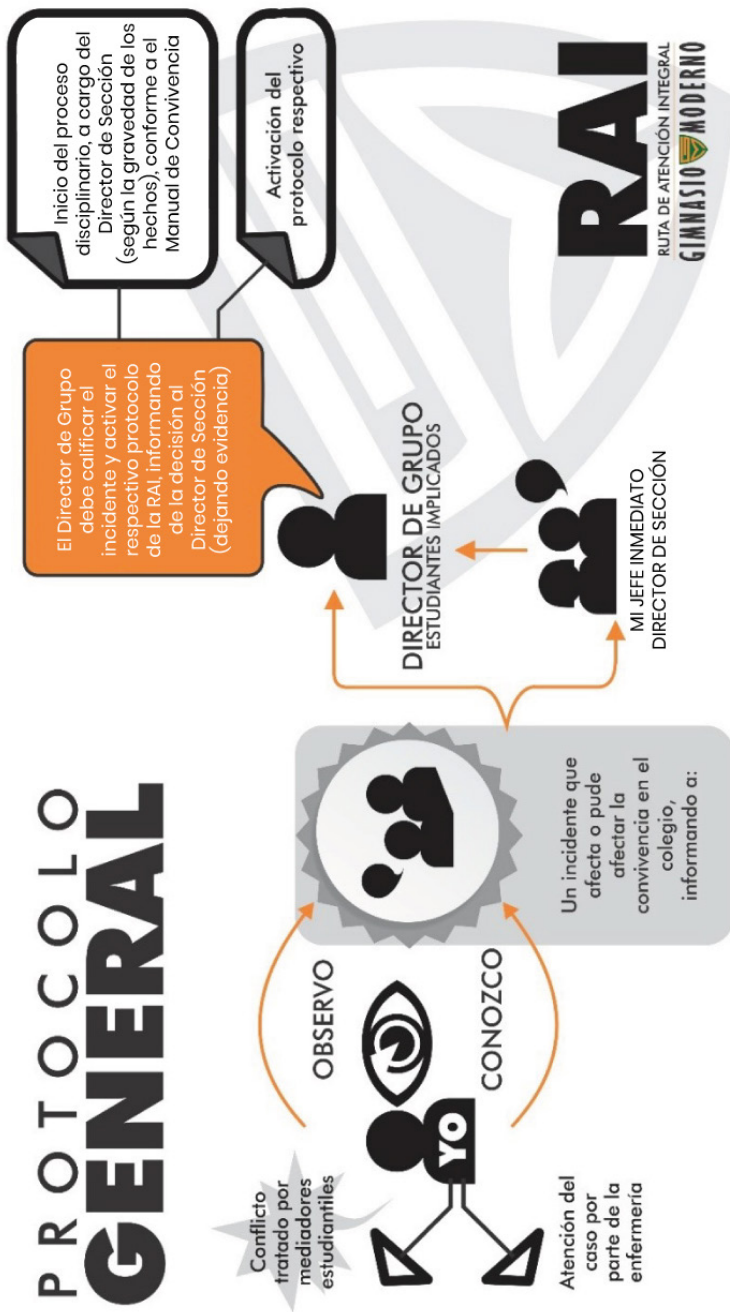 PROTOCOLO
GENERAL
Conflicto
tratado por
mediadores
estudiantiles
YO
Atención del
caso por
parte de la
enfermería
OBSERVO
CONOZCO
Un incidente que
afecta o pude
afectar la
convivencia en el
colegio,
informando a:
DIRECTOR DE GRUPO
ESTUDIANTES IMPLICADOS
MI JEFE INMEDIATO
DIRECTOR DE SECCIÓN
El Director de Grupo
debe calificar el
incidente y activar el
respectivo protocolo
de la RAI, informando
de la decisión al
Director de Sección
(dejando evidencia)
Inicio del proceso
disciplinario, a cargo del
Director de Sección
(según la gravedad de los
hechos), conforme a el
Manual de Convivencia
Activación del
protocolo respectivo
RAI
RUTA DE ATENCIÓN INTEGRAL
GIMNASIO MODERNO